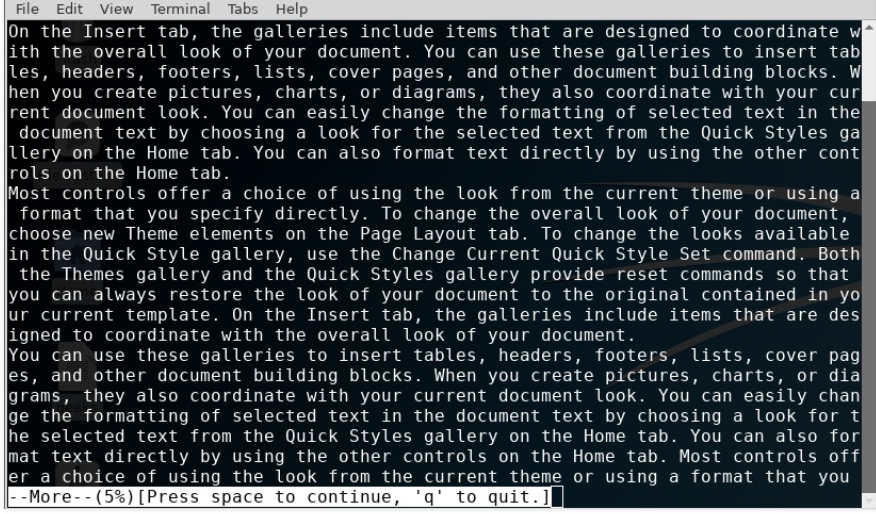 File Edit View Terminal Tabs Help
On the Insert tab, the galleries include items that are designed to coordinate w
ith the overall look of your document. You can use these galleries to insert tab
les, headers, footers, lists, cover pages, and other document building blocks. W
hen you create pictures, charts, or diagrams, they also coordinate with your cur
rent document look. You can easily change the formatting of selected text in the
 document text by choosing a look for the selected text from the Quick Styles ga
llery on the Home tab. You can also format text directly by using the other cont
rols on the Home tab.
Most controls offer a choice of using the look from the current theme or using a
 format that you specify directly. To change the overall look of your document,
choose new Theme elements on the Page Layout tab. To change the looks available
in the Quick Style gallery, use the Change Current Quick Style Set command. Both
 the Themes gallery and the Quick Styles gallery provide reset commands so that
you can always restore the look of your document to the original contained in yo
ur current template. On the Insert tab, the galleries include items that are des
igned to coordinate with the overall look of your document.
You can use these galleries to insert tables, headers, footers, lists, cover pag
es, and other document building blocks. When you create pictures, charts, or dia
grams, they also coordinate with your current document look. You can easily chan
ge the formatting of selected text in the document text by choosing a look for t
he selected text from the Quick Styles gallery on the Home tab. You can also for
mat text directly by using the other controls on the Home tab. Most controls off
er a choice of using the look from the current theme or using a format that you
--More--(5%)[Press space to continue, 'q' to quit.]